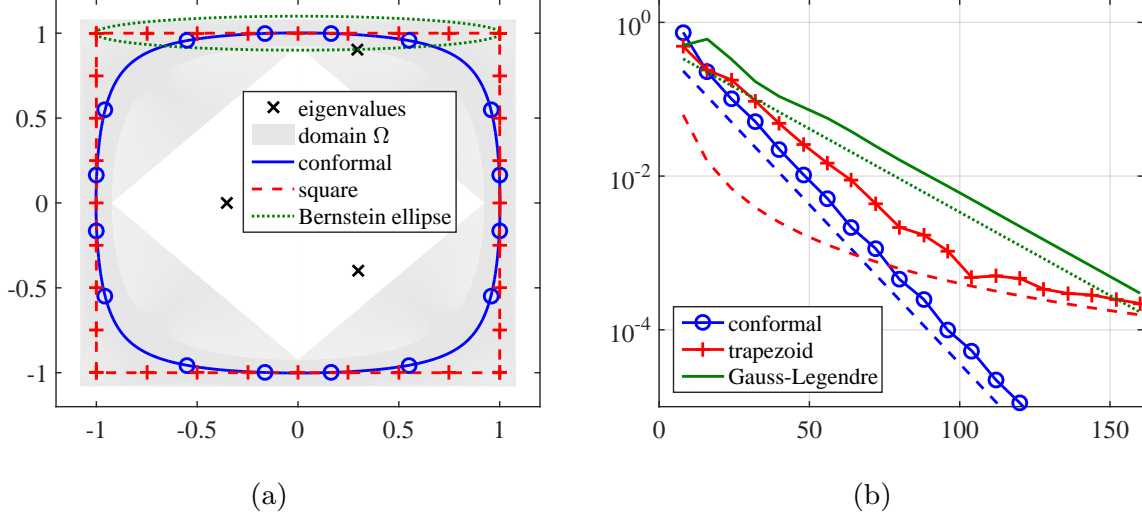 1
0.5
0
-0.5
-1
-1
-0.5
0
0.5
1
eigenvalues
domain Ω
conformal
square
Bernstein ellipse
(a)
10^0
10^-2
10^-4
0
50
100
150
conformal
trapezoid
Gauss-Legendre
(b)